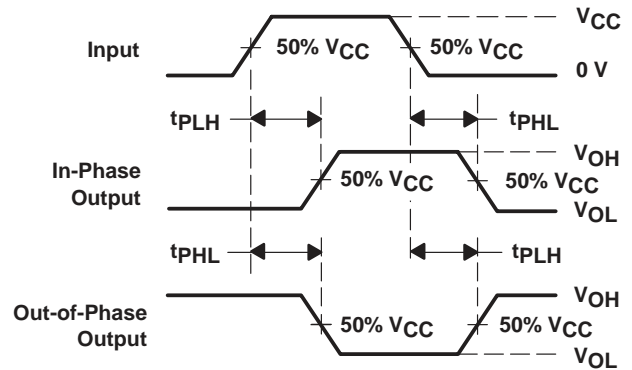 VCC
Input
50% VCC
50% VCC
0 V
tPLH
tPHL
In-Phase
Output
50% VCC
VOH
50% VCC
VOL
tPHL
tPLH
Out-of-Phase
Output
50% VCC
VOH
50% VCC
VOL